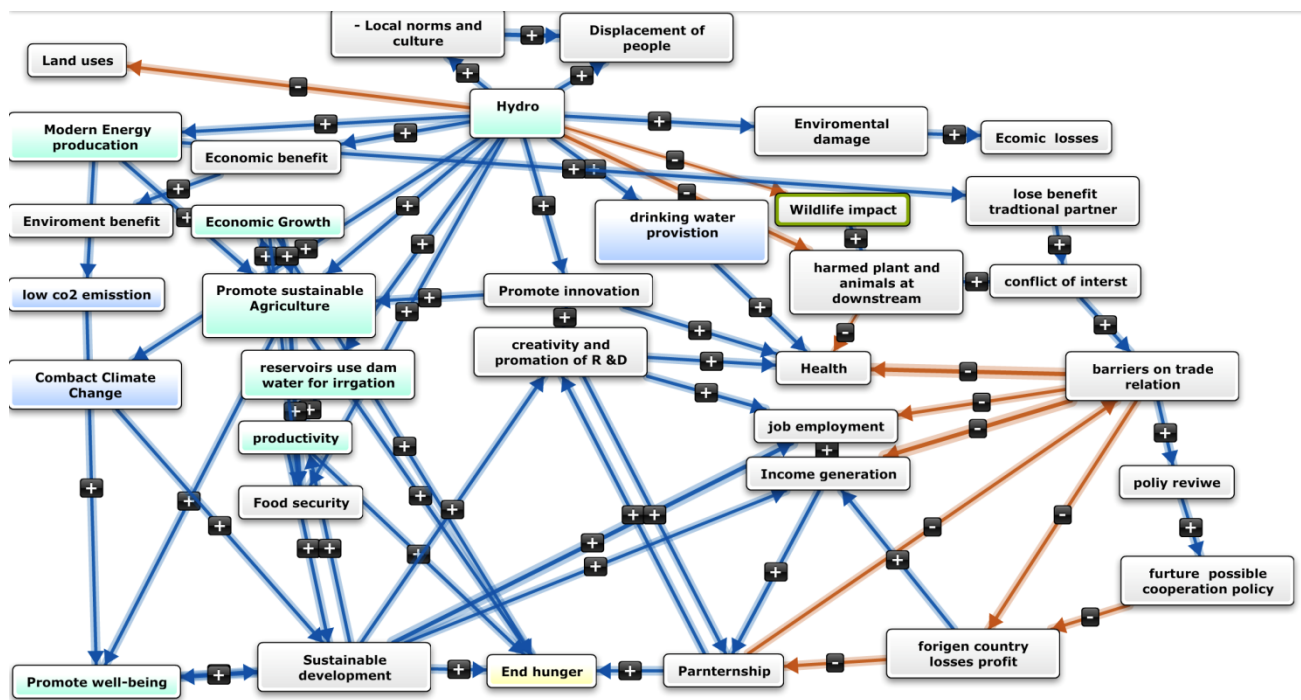 - Local norms and
culture
Displacement of
people
Land uses
Hydro
Modern Energy
producation
Economic benefit
Enviromental
damage
Ecomic losses
Enviroment benefit
Economic Growth
drinking water
provistion
Wildlife impact
lose benefit
tradtional partner
low co2 emisstion
Promote sustainable
Agriculture
Promote innovation
harmed plant and
animals at
downstream
conflict of interst
creativity and
promation of R &D
Combact Climate
Change
reservoirs use dam
water for irrgation
Health
barriers on trade
relation
productivity
job employment
Income generation
Food security
poliy reviwe
furture possible
cooperation policy
Promote well-being
Sustainable
development
End hunger
Parnternship
forigen country
losses profit